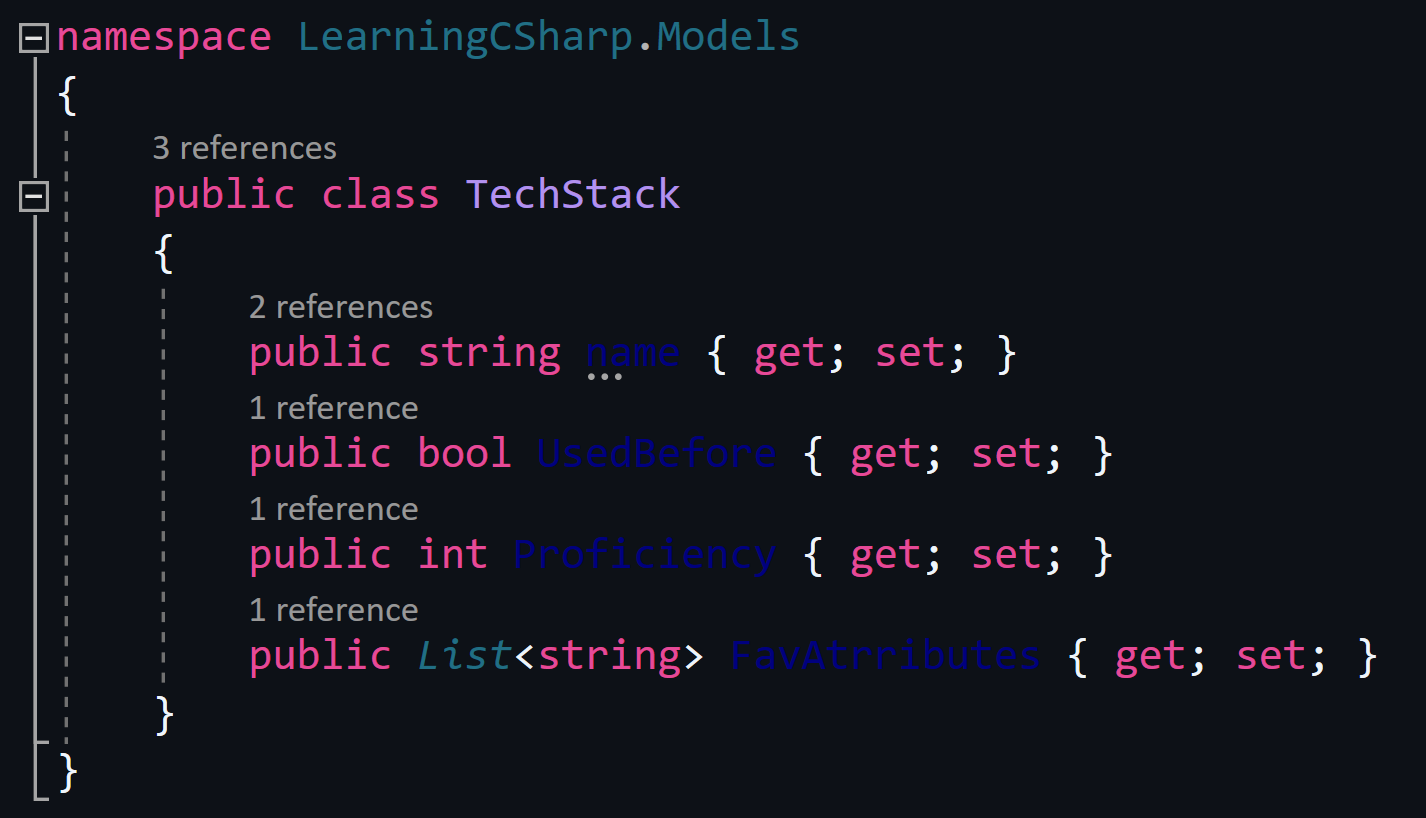 namespace LearningCSharp.Models
{
3 references
public class TechStack
{
2 references
public string name { get; set; }
1 reference
public bool UsedBefore { get; set; }
1 reference
public int Proficiency { get; set; }
1 reference
public List<string> FavAtrributes { get; set; }
}
}